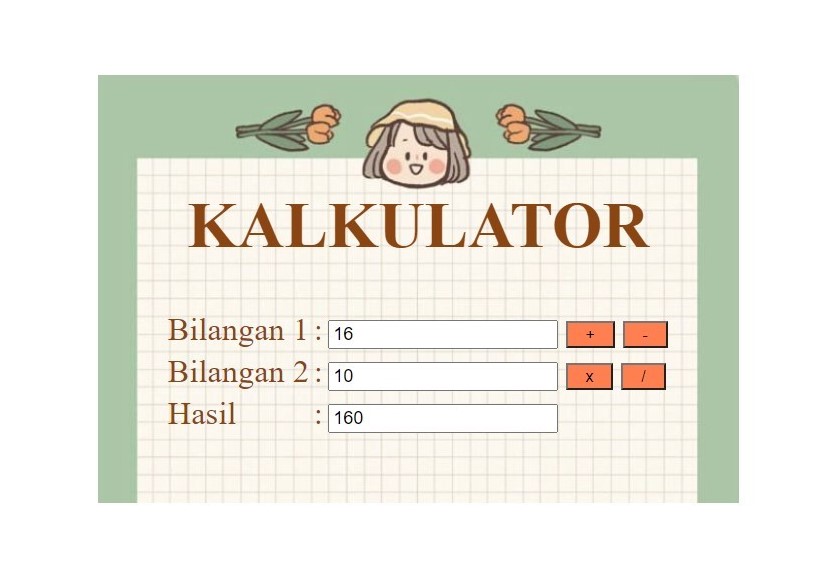 KALKULATOR
Bilangan 1 : 16 + -
Bilangan 2 : 10 x /
Hasil : 160